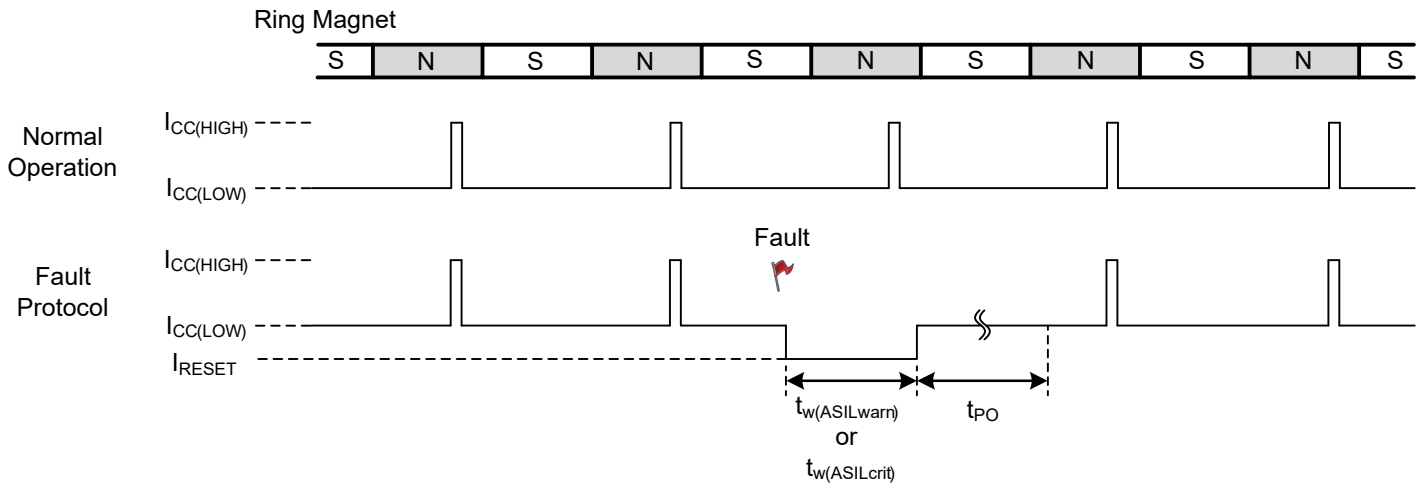 Ring Magnet
S N S N S N S N S N S
Normal
Operation
I_CC(HIGH)
I_CC(LOW)
Fault
Protocol
I_CC(HIGH)
Fault
I_CC(LOW)
I_RESET
t_w(ASILwarn)
or
t_w(ASILcrit)
t_PO